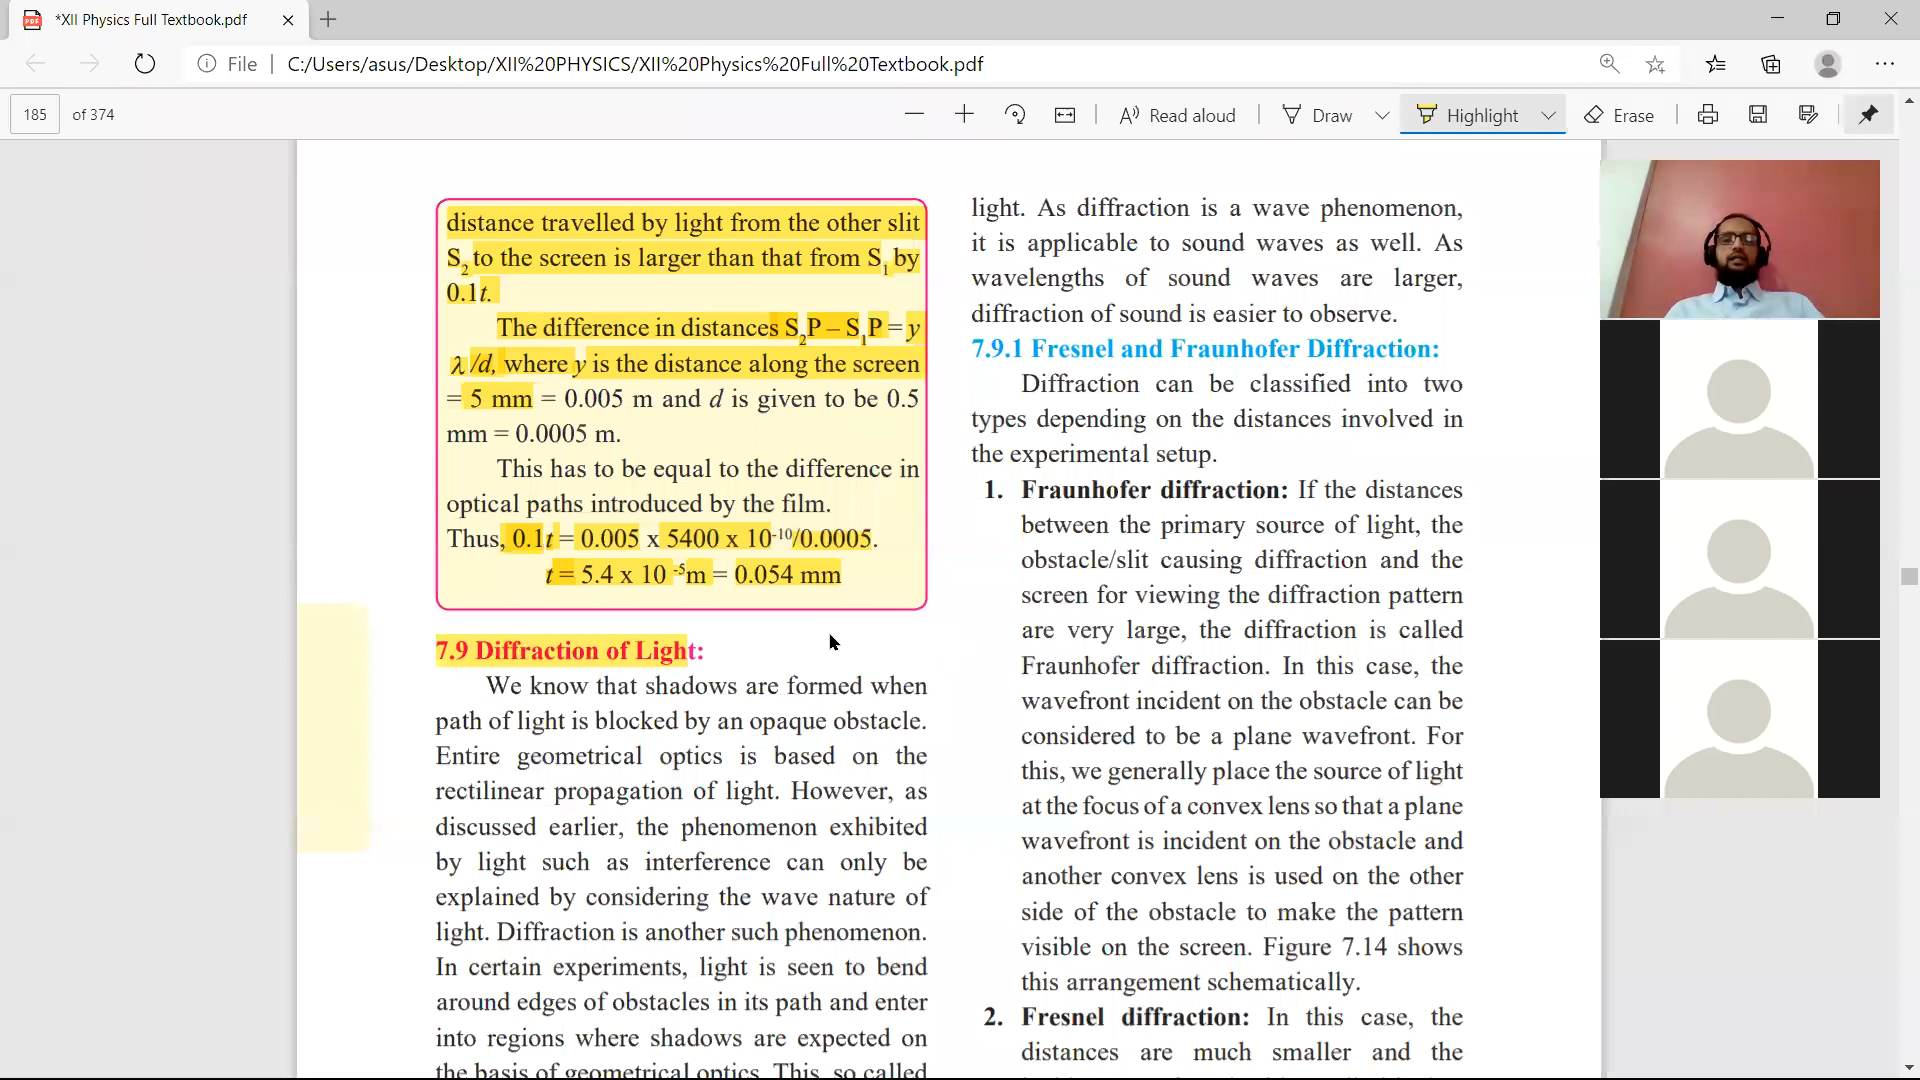 *XII Physics Full Textbook.pdf
File
C:/Users/asus/Desktop/XII%20PHYSICS/XII%20Physics%20Full%20Textbook.pdf
185 of 374
Read aloud
Draw
Highlight
Erase
distance travelled by light from the other slit
S₂ to the screen is larger than that from S₁ by
0.1t.
The difference in distances S₂P – S₁P = y
λ/d, where y is the distance along the screen
= 5 mm = 0.005 m and d is given to be 0.5
mm = 0.0005 m.
This has to be equal to the difference in
optical paths introduced by the film.
Thus, 0.1t = 0.005 x 5400 x 10⁻¹⁰/0.0005.
t = 5.4 x 10 ⁻⁵m = 0.054 mm
7.9 Diffraction of Light:
We know that shadows are formed when
path of light is blocked by an opaque obstacle.
Entire geometrical optics is based on the
rectilinear propagation of light. However, as
discussed earlier, the phenomenon exhibited
by light such as interference can only be
explained by considering the wave nature of
light. Diffraction is another such phenomenon.
In certain experiments, light is seen to bend
around edges of obstacles in its path and enter
into regions where shadows are expected on
the basis of geometrical optics. This, so called
light. As diffraction is a wave phenomenon,
it is applicable to sound waves as well. As
wavelengths of sound waves are larger,
diffraction of sound is easier to observe.
7.9.1 Fresnel and Fraunhofer Diffraction:
Diffraction can be classified into two
types depending on the distances involved in
the experimental setup.
1. Fraunhofer diffraction: If the distances
between the primary source of light, the
obstacle/slit causing diffraction and the
screen for viewing the diffraction pattern
are very large, the diffraction is called
Fraunhofer diffraction. In this case, the
wavefront incident on the obstacle can be
considered to be a plane wavefront. For
this, we generally place the source of light
at the focus of a convex lens so that a plane
wavefront is incident on the obstacle and
another convex lens is used on the other
side of the obstacle to make the pattern
visible on the screen. Figure 7.14 shows
this arrangement schematically.
2. Fresnel diffraction: In this case, the
distances are much smaller and the